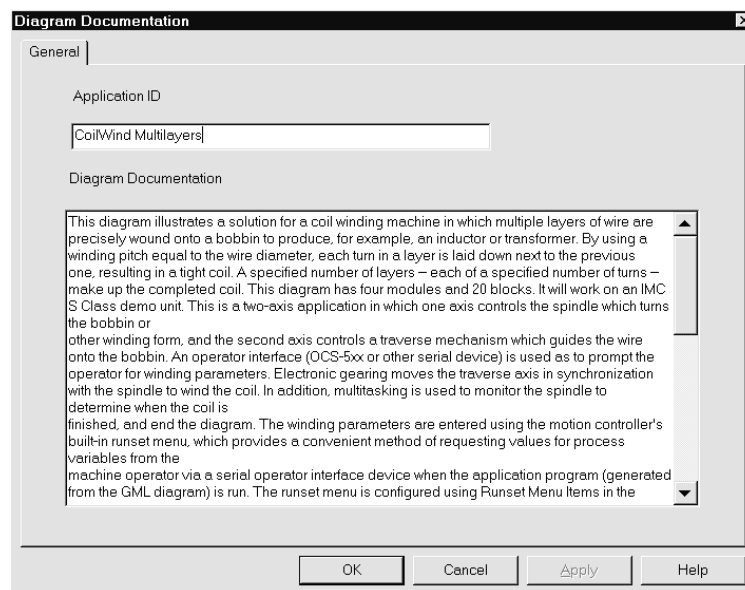 Diagram Documentation
General
Application ID
CoilWind Multilayers
Diagram Documentation
This diagram illustrates a solution for a coil winding machine in which multiple layers of wire are
precisely wound onto a bobbin to produce, for example, an inductor or transformer. By using a
winding pitch equal to the wire diameter, each turn in a layer is laid down next to the previous
one, resulting in a tight coil. A specified number of layers – each of a specified number of turns –
make up the completed coil. This diagram has four modules and 20 blocks. It will work on an IMC
S Class demo unit. This is a two-axis application in which one axis controls the spindle which turns
the bobbin or
other winding form, and the second axis controls a traverse mechanism which guides the wire
onto the bobbin. An operator interface (OCS-5xx or other serial device) is used as to prompt the
operator for winding parameters. Electronic gearing moves the traverse axis in synchronization
with the spindle to wind the coil. In addition, multitasking is used to monitor the spindle to
determine when the coil is
finished, and end the diagram. The winding parameters are entered using the motion controller's
built-in runset menu, which provides a convenient method of requesting values for process
variables from the
machine operator via a serial operator interface device when the application program (generated
from the GML diagram) is run. The runset menu is configured using Runset Menu Items in the
OK Cancel Apply Help